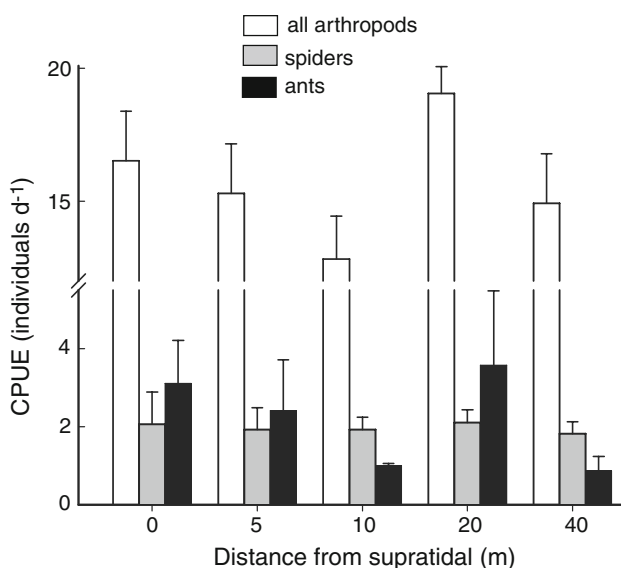 all arthropods
spiders
ants
CPUE (individuals d-1)
20
15
4
2
0
0 5 10 20 40
Distance from supratidal (m)